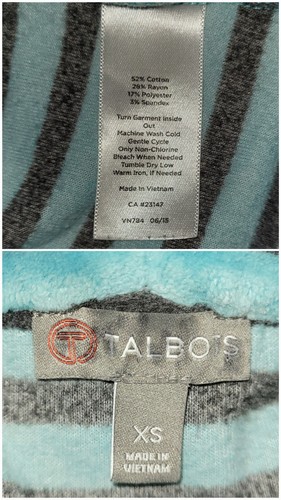 52% Cotton
28% Rayon
17% Polyester
3% Spandex
Turn Garment Inside
Out
Machine Wash Cold
Gentle Cycle
Only Non-Chlorine
Bleach When Needed
Tumble Dry Low
Warm Iron, if Needed
Made in Vietnam
CA #23147
VN784 06/15
T TALBOTS
XS
MADE IN
VIETNAM